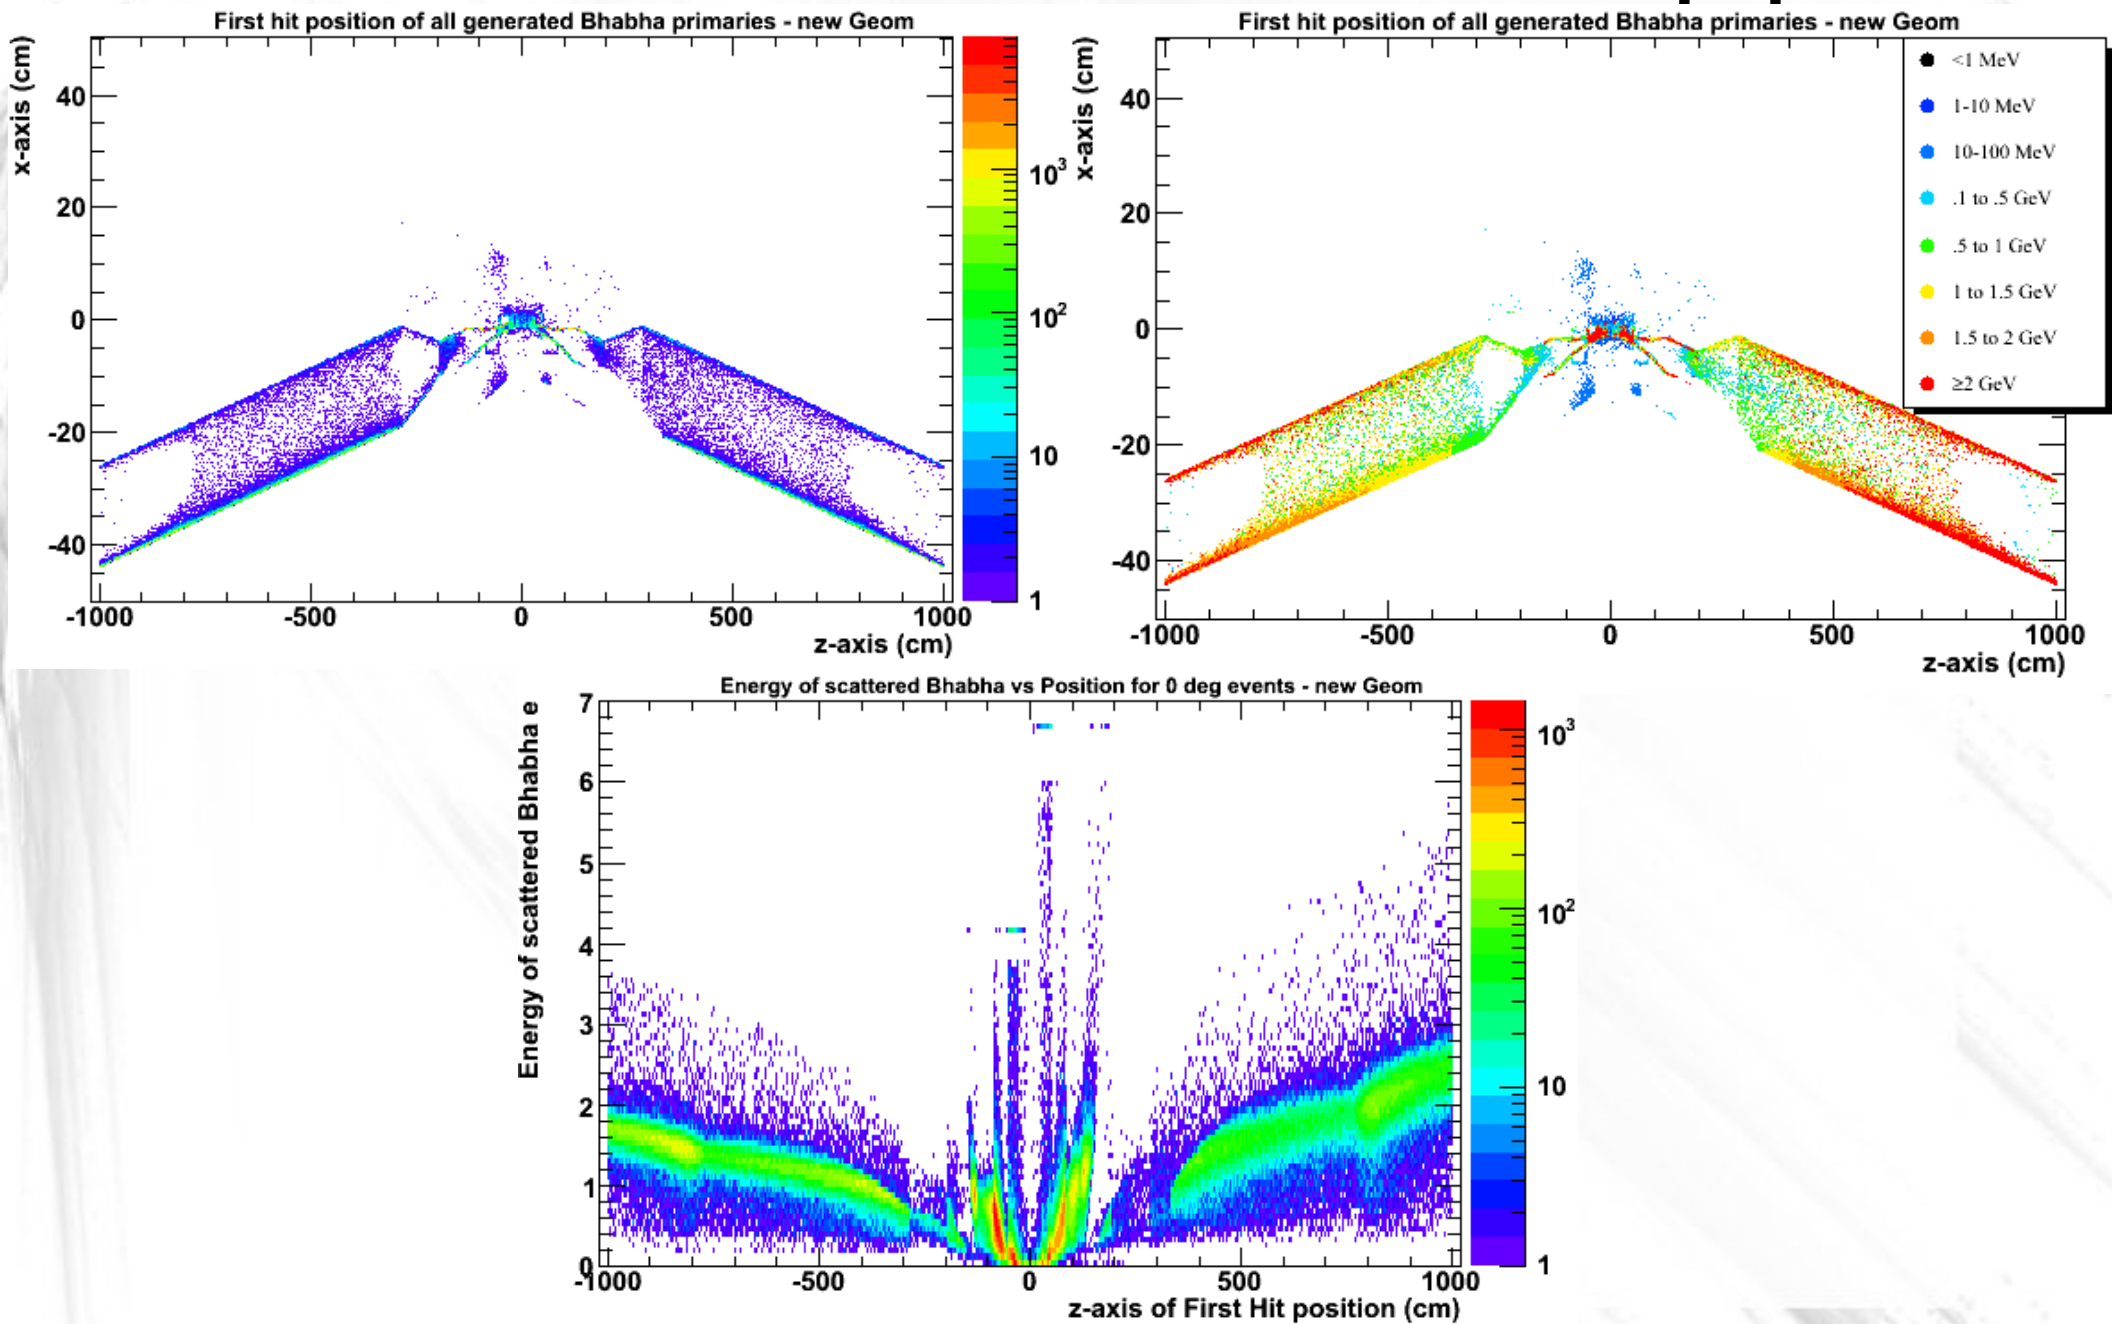 First hit position of all generated Bhabha primaries - new Geom
x-axis (cm)
40
20
0
-20
-40
-1000 -500 0 500 1000
z-axis (cm)
10³
10²
10
1
First hit position of all generated Bhabha primaries - new Geom
x-axis (cm)
40
20
0
-20
-40
-1000 -500 0 500 1000
z-axis (cm)
<1 MeV
1-10 MeV
10-100 MeV
.1 to .5 GeV
.5 to 1 GeV
1 to 1.5 GeV
1.5 to 2 GeV
≥2 GeV
Energy of scattered Bhabha vs Position for 0 deg events - new Geom
Energy of scattered Bhabha e
7
6
5
4
3
2
1
0
-1000 -500 0 500 1000
z-axis of First Hit position (cm)
10³
10²
10
1